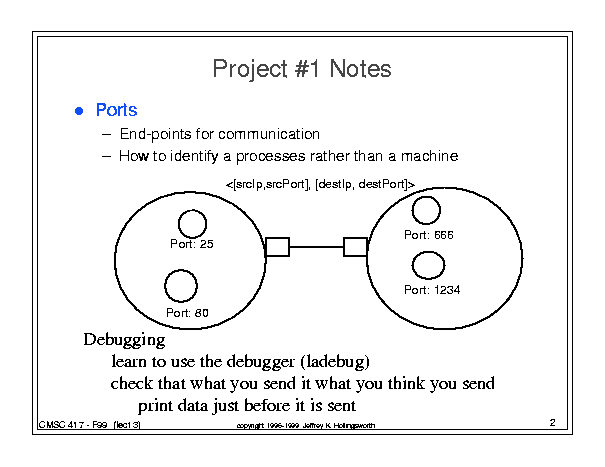 Project #1 Notes
● Ports
– End-points for communication
– How to identify a processes rather than a machine
<[srcIp,srcPort], [destIp, destPort]>
Port: 25
Port: 666
Port: 1234
Port: 80
Debugging
learn to use the debugger (ladebug)
check that what you send it what you think you send
print data just before it is sent
CMSC 417 - F99 (lect 3)
copyright 1996-1999 Jeffrey K. Hollingsworth
2